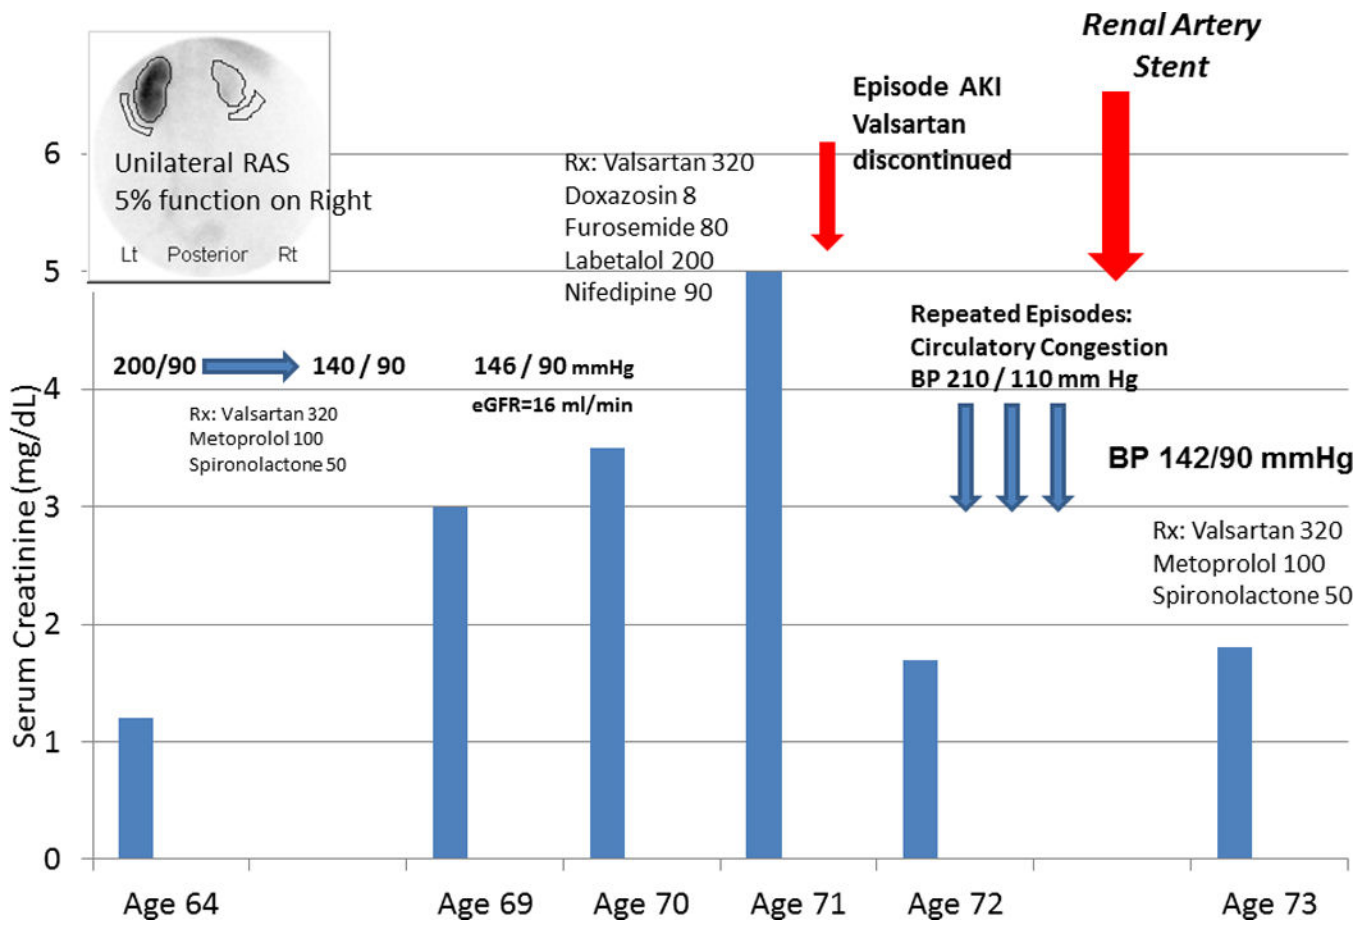 Renal Artery
Stent
Episode AKI
Valsartan
discontinued
Unilateral RAS
5% function on Right
Lt Posterior Rt
Rx: Valsartan 320
Doxazosin 8
Furosemide 80
Labetalol 200
Nifedipine 90
200/90
140 / 90
146 / 90 mmHg
eGFR=16 ml/min
Rx: Valsartan 320
Metoprolol 100
Spironolactone 50
Repeated Episodes:
Circulatory Congestion
BP 210 / 110 mm Hg
BP 142/90 mmHg
Rx: Valsartan 320
Metoprolol 100
Spironolactone 50
Serum Creatinine (mg/dL)
6
5
4
3
2
1
0
Age 64
Age 69
Age 70
Age 71
Age 72
Age 73